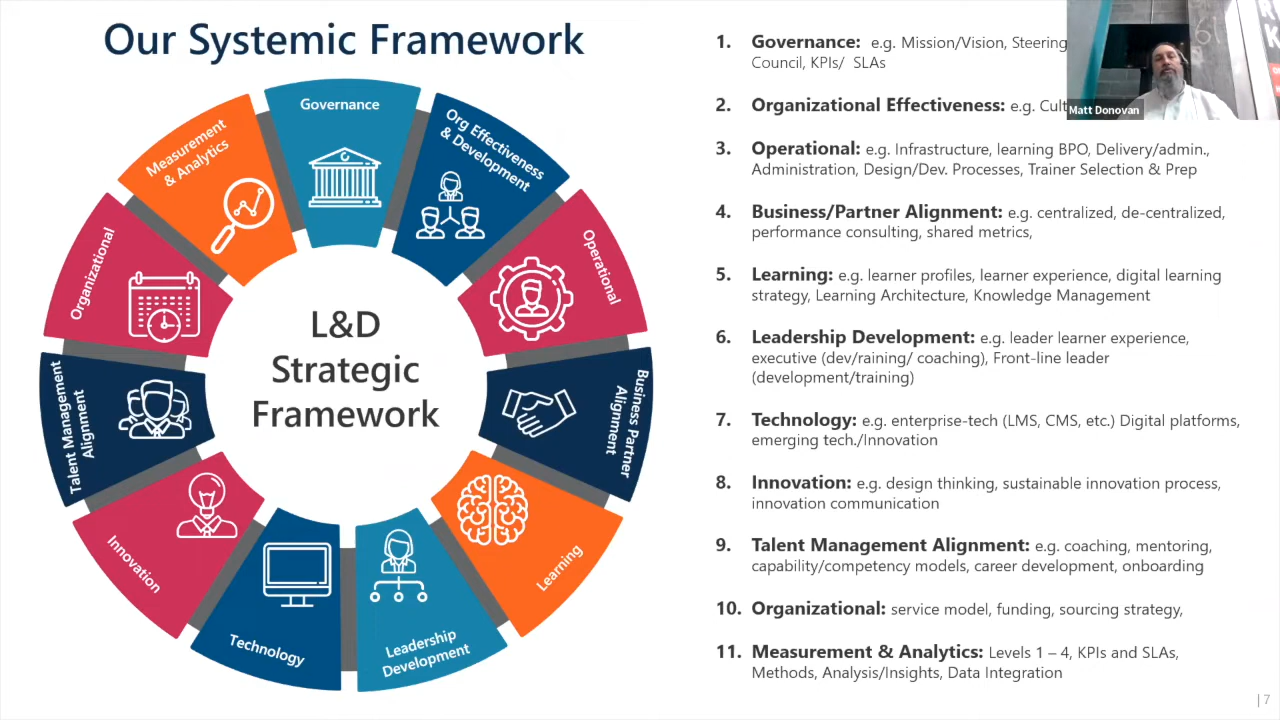 Our Systemic Framework
Governance
Org Effectiveness
& Development
Operational
Business Partner
Alignment
Learning
Leadership
Development
Technology
Innovation
Talent Management
Alignment
Organizational
Measurement
& Analytics
L&D
Strategic
Framework
1. Governance: e.g. Mission/Vision, Steering
Council, KPIs/ SLAs
2. Organizational Effectiveness: e.g.
3. Operational: e.g. Infrastructure, learning BPO, Delivery/admin.,
Administration, Design/Dev. Processes, Trainer Selection & Prep
4. Business/Partner Alignment: e.g. centralized, de-centralized,
performance consulting, shared metrics,
5. Learning: e.g. learner profiles, learner experience, digital learning
strategy, Learning Architecture, Knowledge Management
6. Leadership Development: e.g. leader learner experience,
executive (dev/raining/ coaching), Front-line leader
(development/training)
7. Technology: e.g. enterprise-tech (LMS, CMS, etc.) Digital platforms,
emerging tech./Innovation
8. Innovation: e.g. design thinking, sustainable innovation process,
innovation communication
9. Talent Management Alignment: e.g. coaching, mentoring,
capability/competency models, career development, onboarding
10. Organizational: service model, funding, sourcing strategy,
11. Measurement & Analytics: Levels 1 – 4, KPIs and SLAs,
Methods, Analysis/Insights, Data Integration
Matt Donovan
| 7